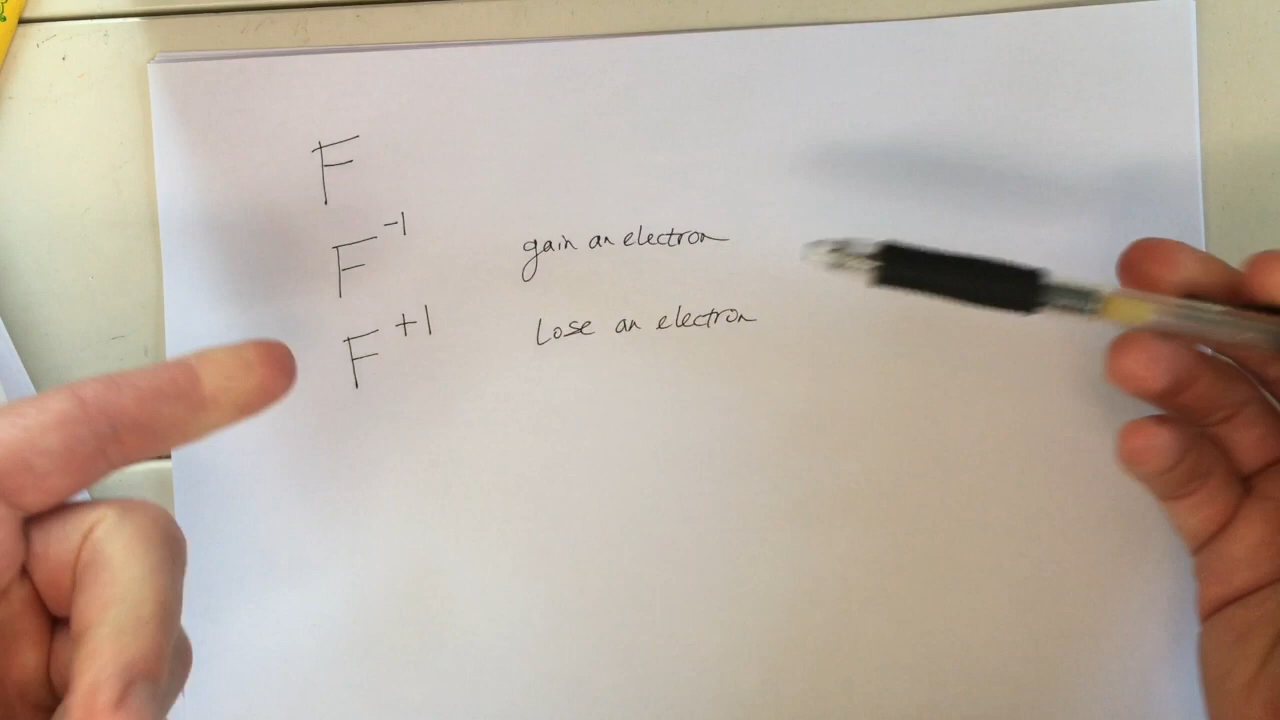 F
F⁻¹ gain an electron
F⁺¹ Lose an electron